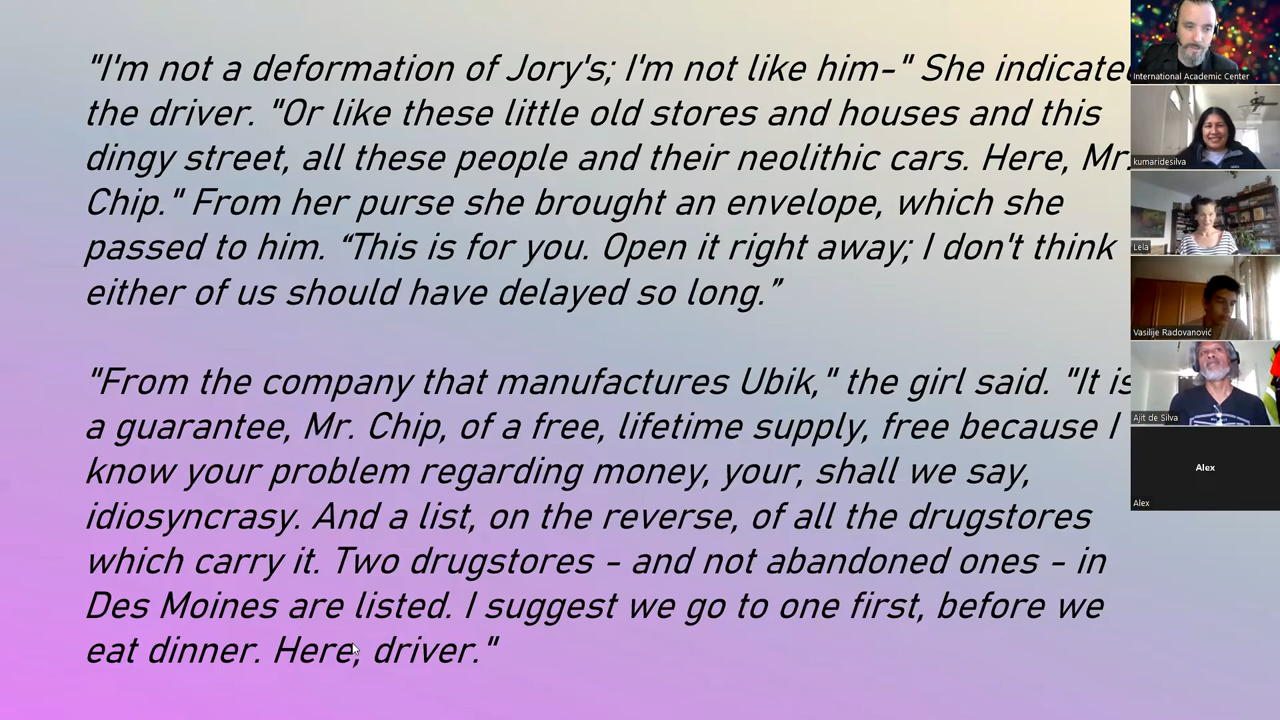 "I'm not a deformation of Jory's; I'm not like him-" She indicated
the driver. "Or like these little old stores and houses and this
dingy street, all these people and their neolithic cars. Here, Mr.
Chip." From her purse she brought an envelope, which she
passed to him. “This is for you. Open it right away; I don't think
either of us should have delayed so long.”
"From the company that manufactures Ubik," the girl said. "It is
a guarantee, Mr. Chip, of a free, lifetime supply, free because I
know your problem regarding money, your, shall we say,
idiosyncrasy. And a list, on the reverse, of all the drugstores
which carry it. Two drugstores - and not abandoned ones - in
Des Moines are listed. I suggest we go to one first, before we
eat dinner. Here, driver."
International Academic Center
kumaridesilva
Lela
Vasilije Radovanović
Ajit de Silva
Alex
Alex